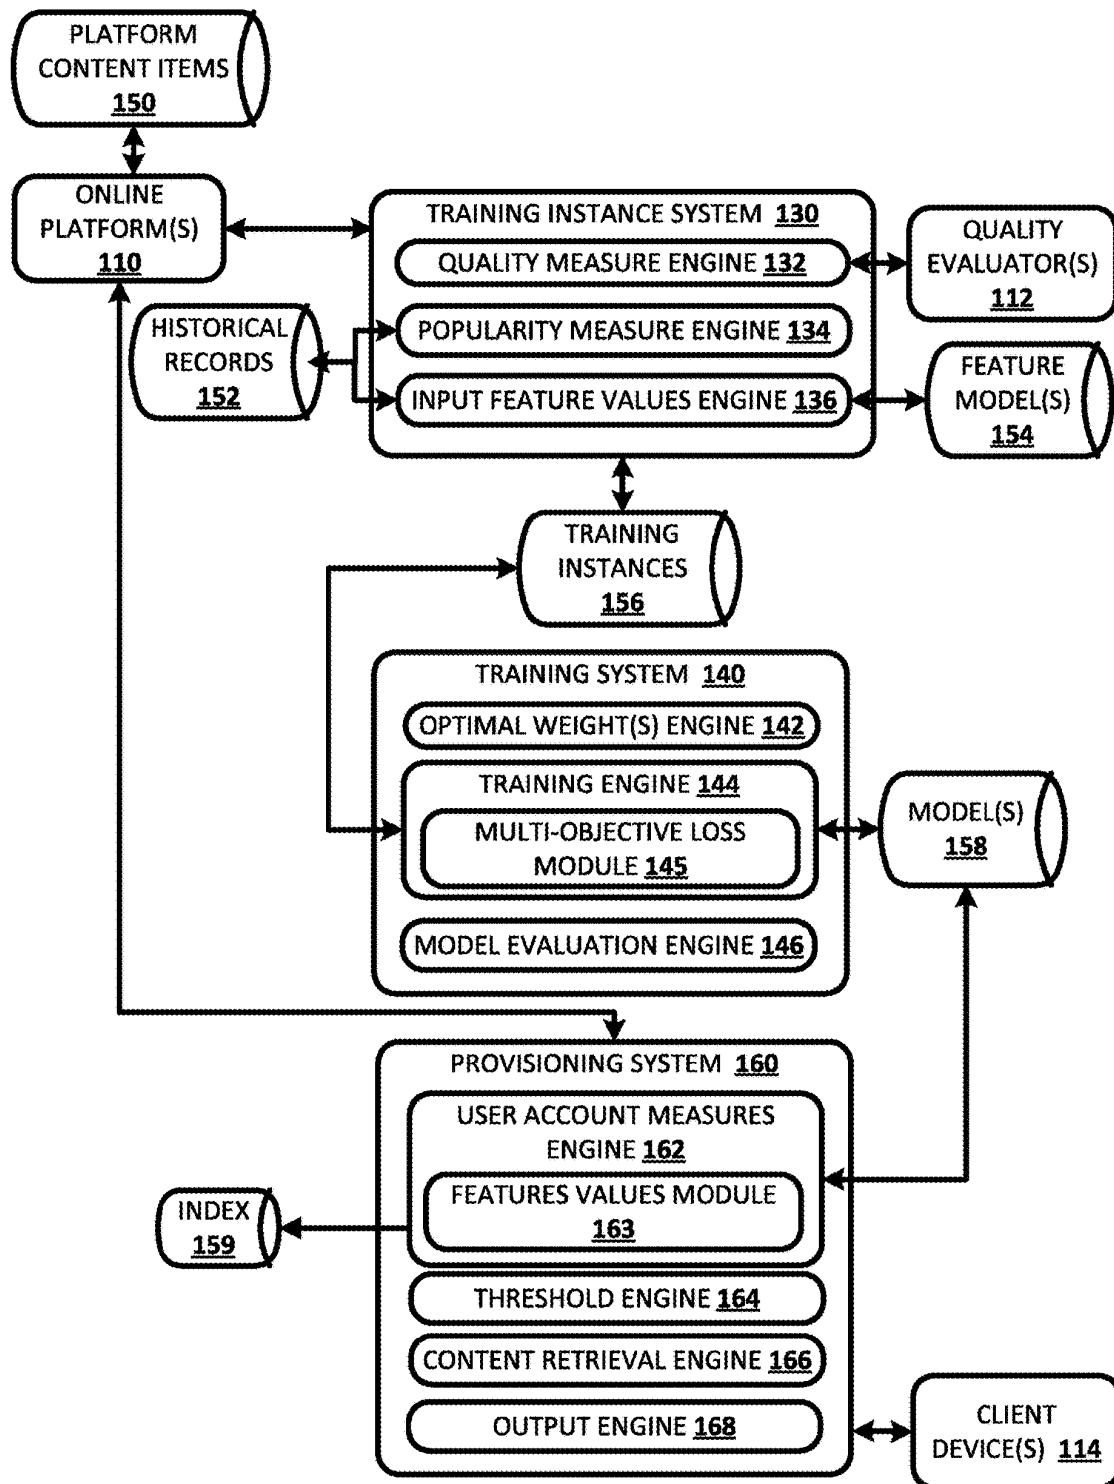 PLATFORM
CONTENT ITEMS
150
ONLINE
PLATFORM(S)
110
TRAINING INSTANCE SYSTEM 130
QUALITY MEASURE ENGINE 132
POPULARITY MEASURE ENGINE 134
INPUT FEATURE VALUES ENGINE 136
QUALITY
EVALUATOR(S)
112
HISTORICAL
RECORDS
152
FEATURE
MODEL(S)
154
TRAINING
INSTANCES
156
TRAINING SYSTEM 140
OPTIMAL WEIGHT(S) ENGINE 142
TRAINING ENGINE 144
MULTI-OBJECTIVE LOSS
MODULE 145
MODEL EVALUATION ENGINE 146
MODEL(S)
158
PROVISIONING SYSTEM 160
USER ACCOUNT MEASURES
ENGINE 162
FEATURES VALUES MODULE
163
INDEX
159
THRESHOLD ENGINE 164
CONTENT RETRIEVAL ENGINE 166
OUTPUT ENGINE 168
CLIENT
DEVICE(S) 114